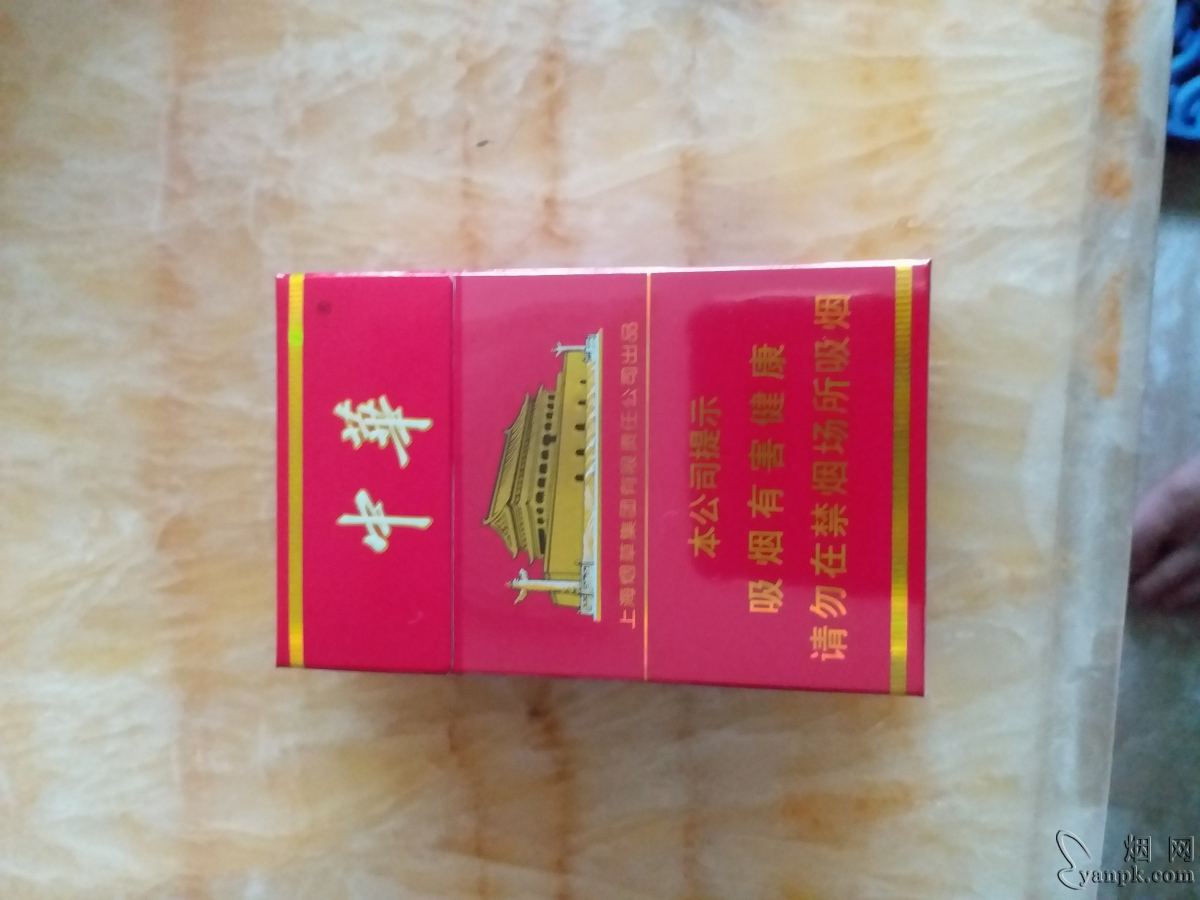 中華
上海烟草集团有限责任公司出品
本公司提示
吸烟有害健康
请勿在禁烟场所吸烟
烟网
yanpk.com